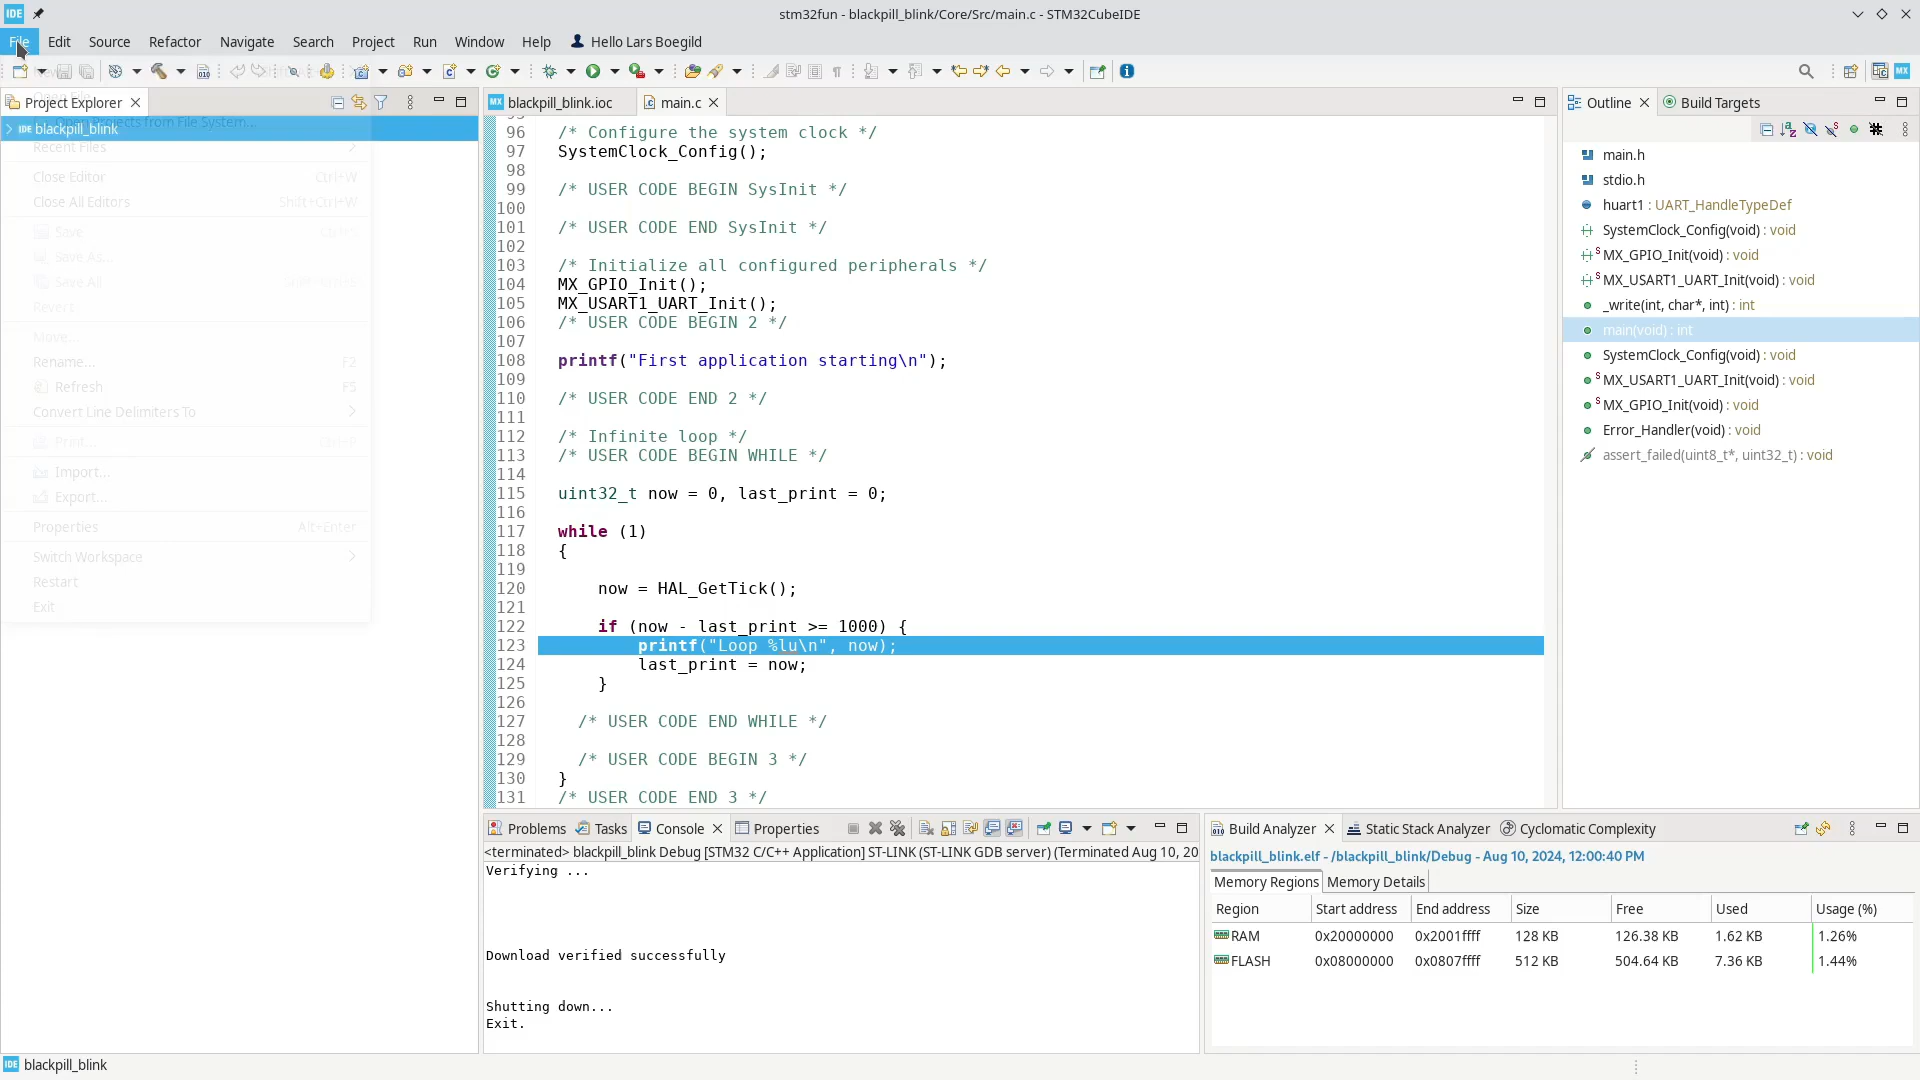 IDE
stm32fun - blackpill_blink/Core/Src/main.c - STM32CubeIDE
File Edit Source Refactor Navigate Search Project Run Window Help Hello Lars Boegild
Project Explorer
IDE blackpill_blink
Open Projects from File System...
Recent Files
Close Editor Ctrl+W
Close All Editors Shift+Ctrl+W
Save
Save As...
Save All
Revert
Move...
Rename... F2
Refresh F5
Convert Line Delimiters To
Print...
Import...
Export...
Properties Alt+Enter
Switch Workspace
Restart
Exit
MX blackpill_blink.ioc
main.c
96 /* Configure the system clock */
97 SystemClock_Config();
98
99 /* USER CODE BEGIN SysInit */
100
101 /* USER CODE END SysInit */
102
103 /* Initialize all configured peripherals */
104 MX_GPIO_Init();
105 MX_USART1_UART_Init();
106 /* USER CODE BEGIN 2 */
107
108 printf("First application starting\n");
109
110 /* USER CODE END 2 */
111
112 /* Infinite loop */
113 /* USER CODE BEGIN WHILE */
114
115 uint32_t now = 0, last_print = 0;
116
117 while (1)
118 {
119
120 now = HAL_GetTick();
121
122 if (now - last_print >= 1000) {
123 printf("Loop %lu\n", now);
124 last_print = now;
125 }
126
127 /* USER CODE END WHILE */
128
129 /* USER CODE BEGIN 3 */
130 }
131 /* USER CODE END 3 */
Outline
Build Targets
MX
main.h
stdio.h
huart1 : UART_HandleTypeDef
SystemClock_Config(void) : void
MX_GPIO_Init(void) : void
MX_USART1_UART_Init(void) : void
_write(int, char*, int) : int
main(void) : int
SystemClock_Config(void) : void
MX_USART1_UART_Init(void) : void
MX_GPIO_Init(void) : void
Error_Handler(void) : void
assert_failed(uint8_t*, uint32_t) : void
Problems Tasks Console Properties
<terminated> blackpill_blink Debug [STM32 C/C++ Application] ST-LINK (ST-LINK GDB server) (Terminated Aug 10, 20
Verifying ...
Download verified successfully
Shutting down...
Exit.
Build Analyzer Static Stack Analyzer Cyclomatic Complexity
blackpill_blink.elf - /blackpill_blink/Debug - Aug 10, 2024, 12:00:40 PM
Memory Regions Memory Details
Region Start address End address Size Free Used Usage (%)
RAM 0x20000000 0x2001ffff 128 KB 126.38 KB 1.62 KB 1.26%
FLASH 0x08000000 0x0807ffff 512 KB 504.64 KB 7.36 KB 1.44%
IDE blackpill_blink